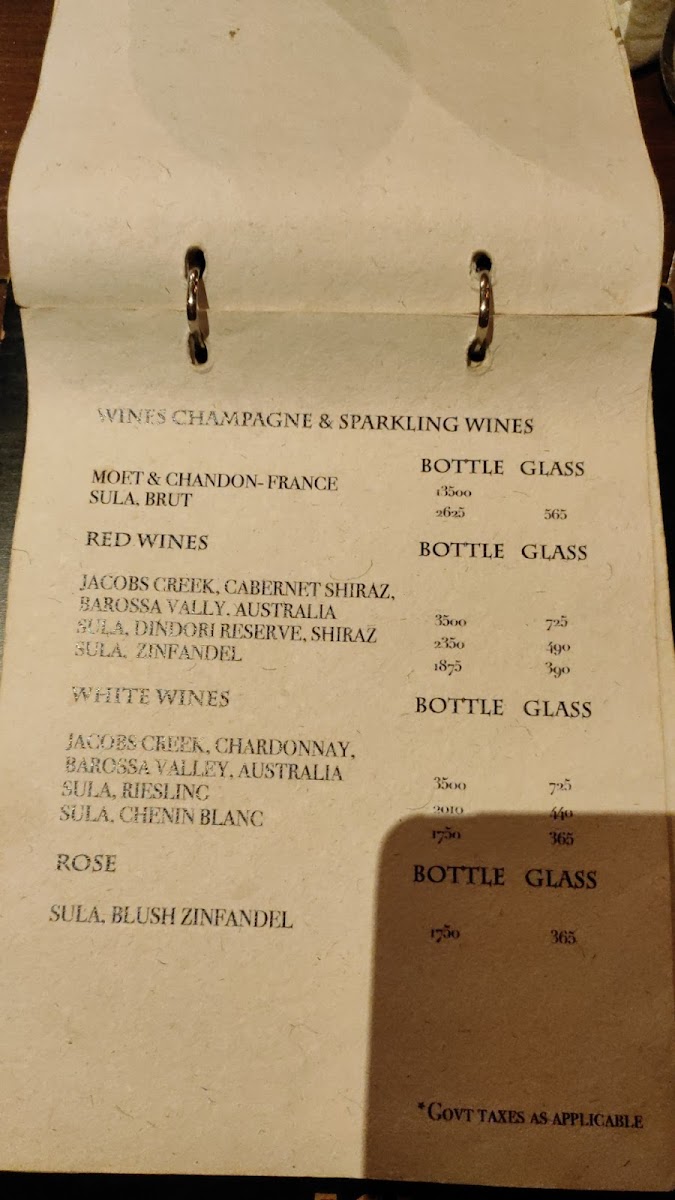 WINES CHAMPAGNE & SPARKLING WINES
BOTTLE GLASS
MOET & CHANDON- FRANCE 13500
SULA, BRUT 2625 565
RED WINES BOTTLE GLASS
JACOBS CREEK, CABERNET SHIRAZ,
BAROSSA VALLY, AUSTRALIA 3500 725
SULA, DINDORI RESERVE, SHIRAZ 2350 490
SULA, ZINFANDEL 1875 390
WHITE WINES BOTTLE GLASS
JACOBS CREEK, CHARDONNAY,
BAROSSA VALLEY, AUSTRALIA 3500 725
SULA, RIESLING 2010 440
SULA, CHENIN BLANC 1750 365
ROSE BOTTLE GLASS
SULA, BLUSH ZINFANDEL 1750 365
*GOVT TAXES AS APPLICABLE